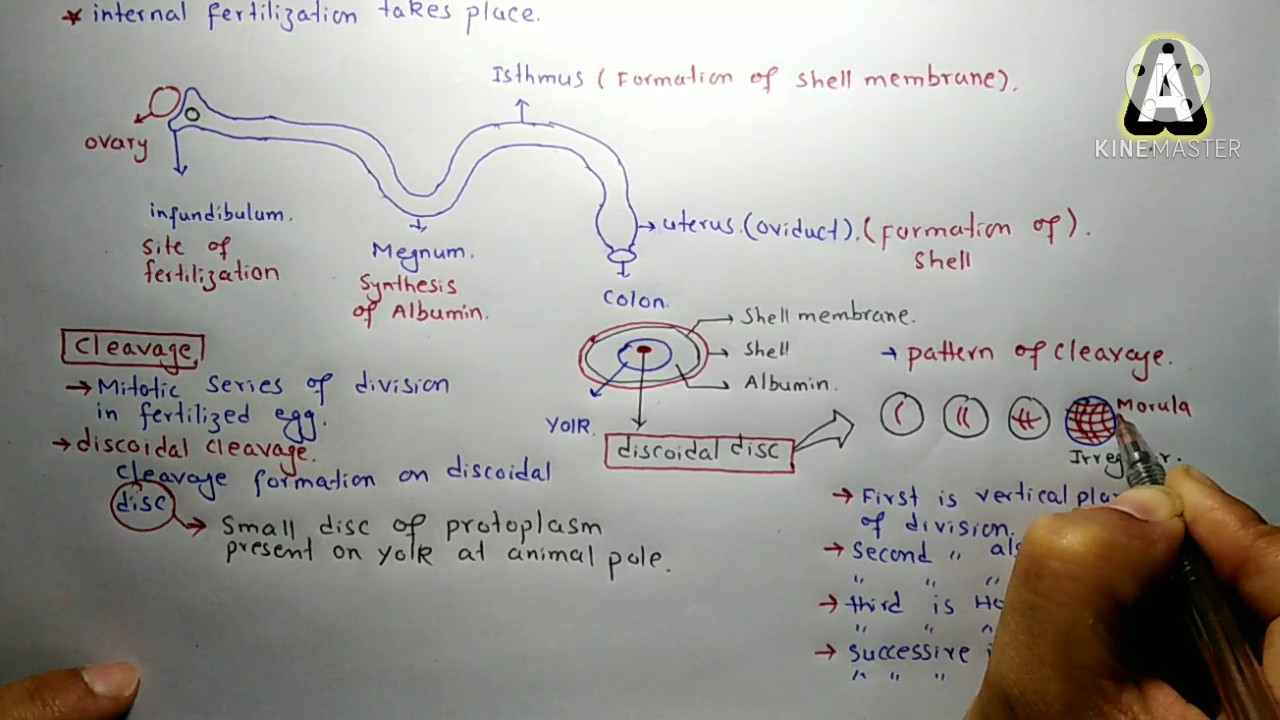 * internal fertilization takes place.
Isthmus (Formation of shell membrane).
ovary
infundibulum.
Site of
fertilization
Megnum.
Synthesis
of Albumin.
uterus.(oviduct).(Formation of).
Shell
Colon.
A
K
KINEMASTER
Cleavage
→ Mitotic series of division
in fertilized egg.
→ discoidal cleavage.
Cleavage formation on discoidal
disc
→ Small disc of protoplasm
present on yolk at animal pole.
Shell membrane.
Shell
Albumin.
yolk.
discoidal disc
→ pattern of cleavage.
Morula
→ First is vertical
of division.
→ Second "
" " "
→ third is
" " "
→ Successive
" " "